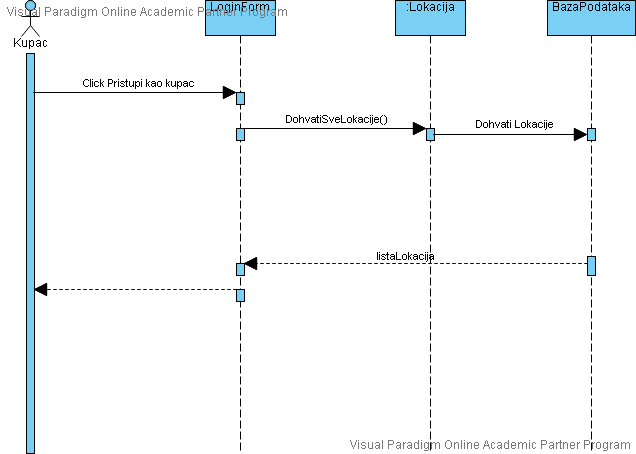 Visual Paradigm Online Academic Partner Program
LoginForm
:Lokacija
BazaPodataka
Kupac
Click Pristupi kao kupac
DohvatiSveLokacije()
Dohvati Lokacije
listaLokacija
Visual Paradigm Online Academic Partner Program